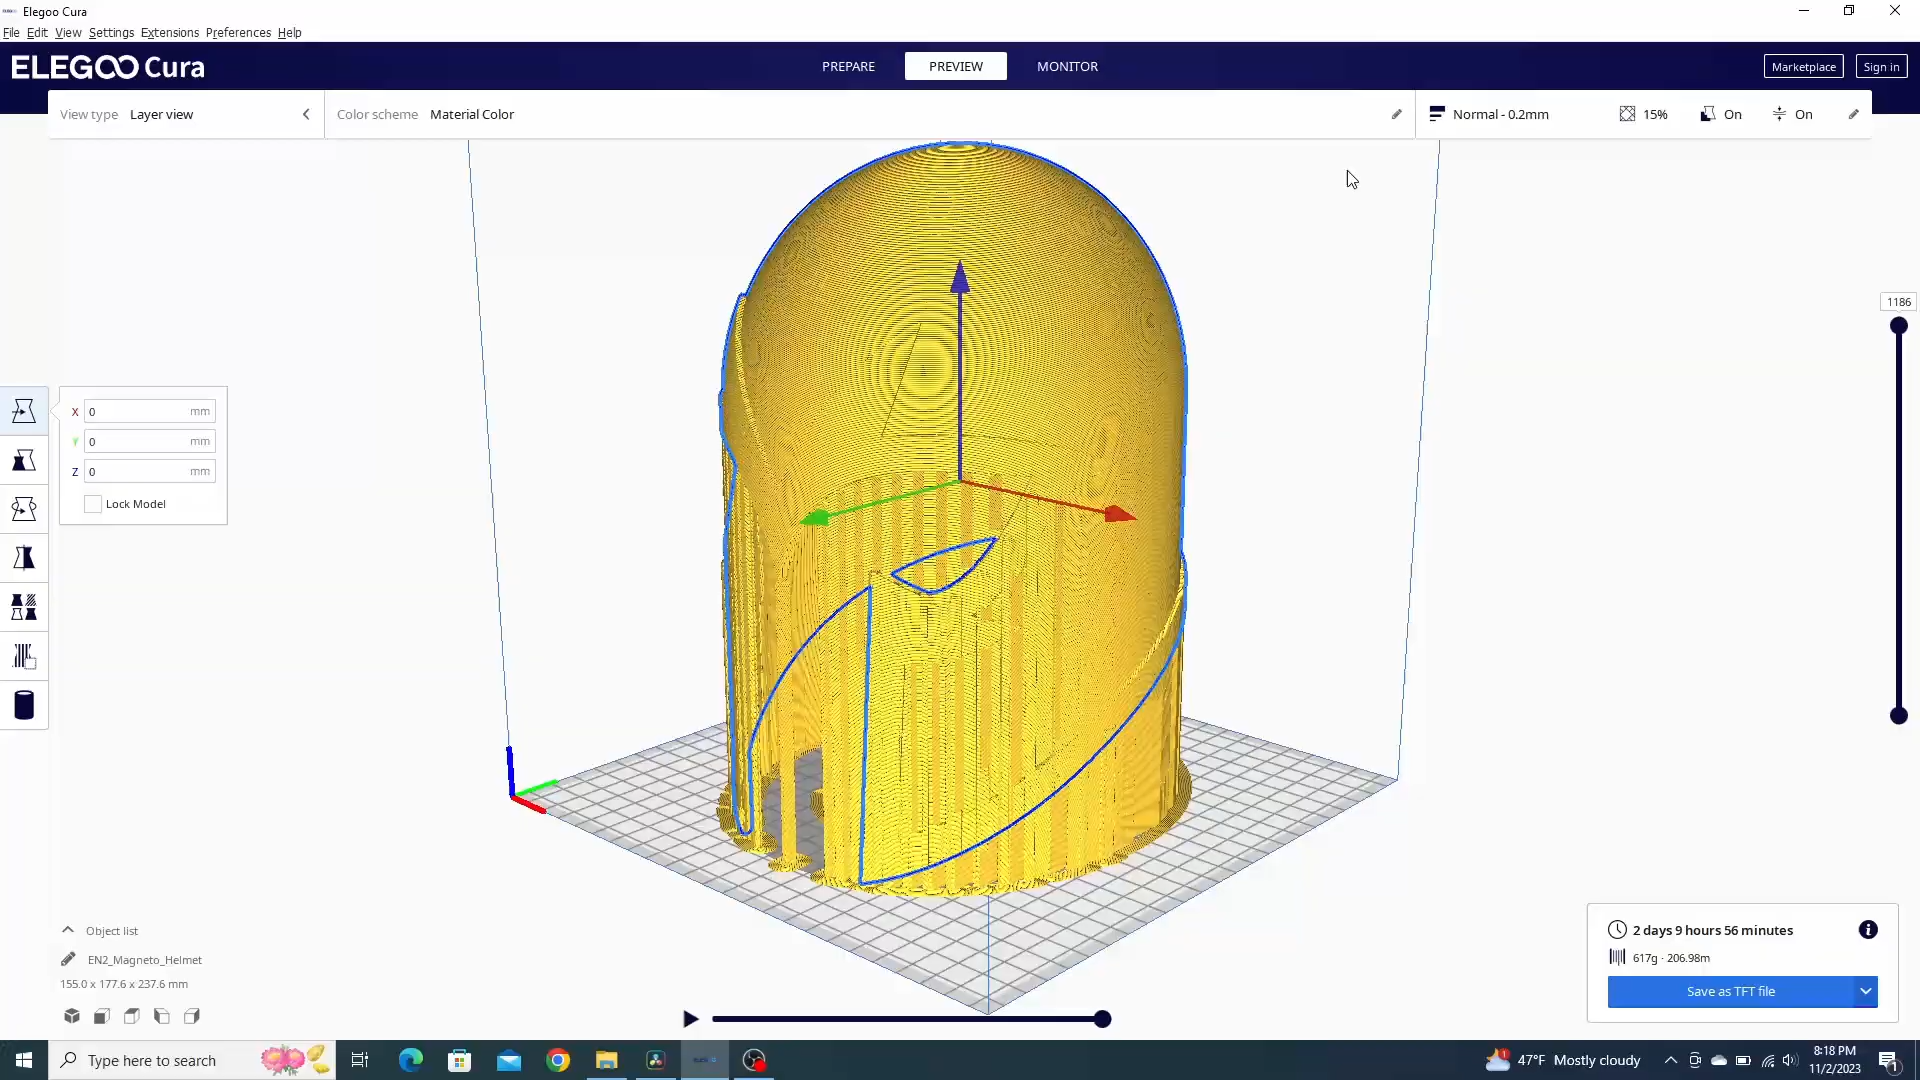 Elegoo Cura
File Edit View Settings Extensions Preferences Help
ELEGOO Cura
PREPARE
PREVIEW
MONITOR
Marketplace
Sign in
View type Layer view
Color scheme Material Color
Normal - 0.2mm
15%
On
On
1186
X 0 mm
Y 0 mm
Z 0 mm
Lock Model
Object list
EN2_Magneto_Helmet
155.0 x 177.6 x 237.6 mm
2 days 9 hours 56 minutes
i
617g · 206.98m
Save as TFT file
Type here to search
1
47°F Mostly cloudy
8:18 PM
11/2/2023
1